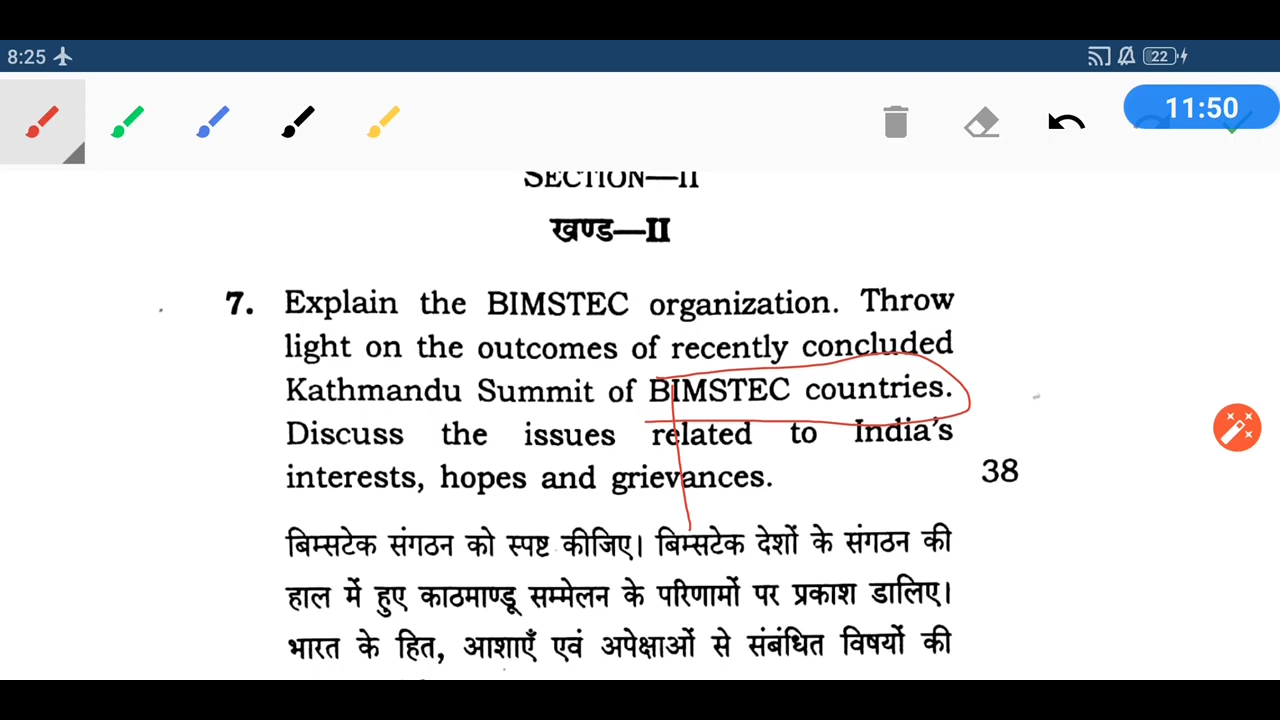 8:25
22
11:50
SECTION—II
खण्ड—II
7. Explain the BIMSTEC organization. Throw
light on the outcomes of recently concluded
Kathmandu Summit of BIMSTEC countries.
Discuss the issues related to India's
interests, hopes and grievances. 38
बिम्सटेक संगठन को स्पष्ट कीजिए। बिम्सटेक देशों के संगठन की
हाल में हुए काठमाण्डू सम्मेलन के परिणामों पर प्रकाश डालिए।
भारत के हित, आशाएँ एवं अपेक्षाओं से संबंधित विषयों की